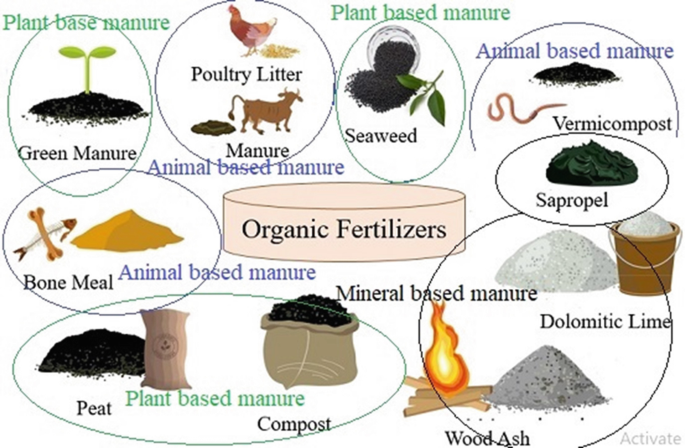 Plant base manure
Green Manure
Poultry Litter
Manure
Animal based manure
Plant based manure
Seaweed
Animal based manure
Vermicompost
Sapropel
Organic Fertilizers
Bone Meal
Animal based manure
Mineral based manure
Dolomitic Lime
Wood Ash
Peat
Plant based manure
Compost
Activate